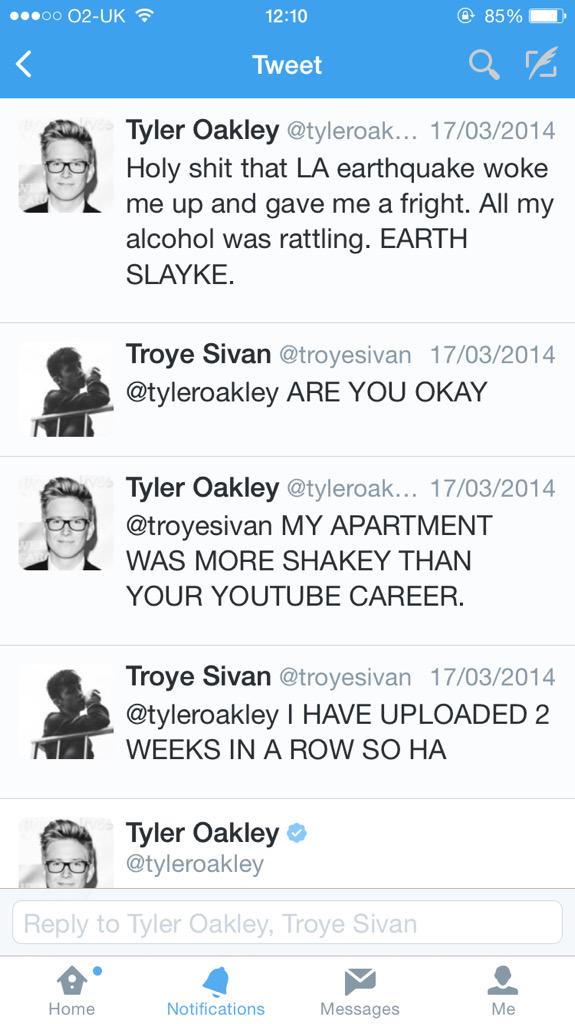 O2-UK 12:10 85%
Tweet
Tyler Oakley @tyleroak... 17/03/2014
Holy shit that LA earthquake woke
me up and gave me a fright. All my
alcohol was rattling. EARTH
SLAYKE.
Troye Sivan @troyesivan 17/03/2014
@tyleroakley ARE YOU OKAY
Tyler Oakley @tyleroak... 17/03/2014
@troyesivan MY APARTMENT
WAS MORE SHAKEY THAN
YOUR YOUTUBE CAREER.
Troye Sivan @troyesivan 17/03/2014
@tyleroakley I HAVE UPLOADED 2
WEEKS IN A ROW SO HA
Tyler Oakley
@tyleroakley
Reply to Tyler Oakley, Troye Sivan
Home Notifications Messages Me